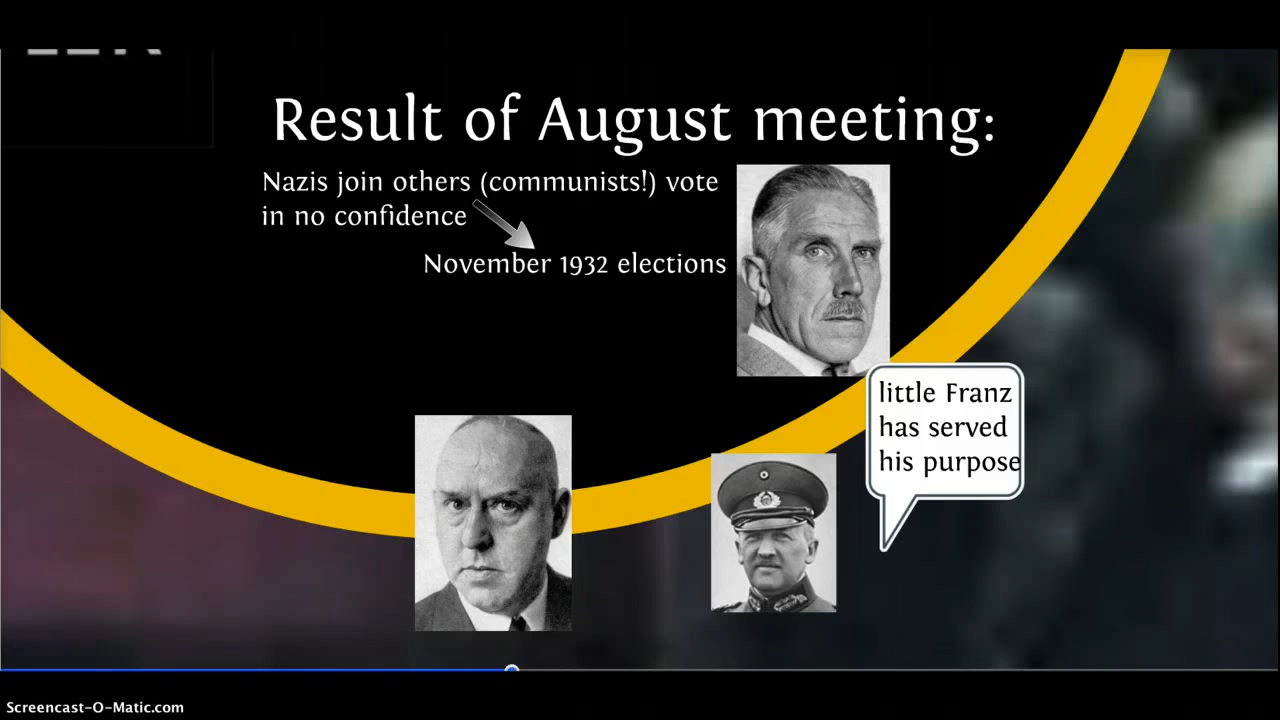 Result of August meeting:
Nazis join others (communists!) vote
in no confidence
November 1932 elections
little Franz
has served
his purpose
Screencast-O-Matic.com